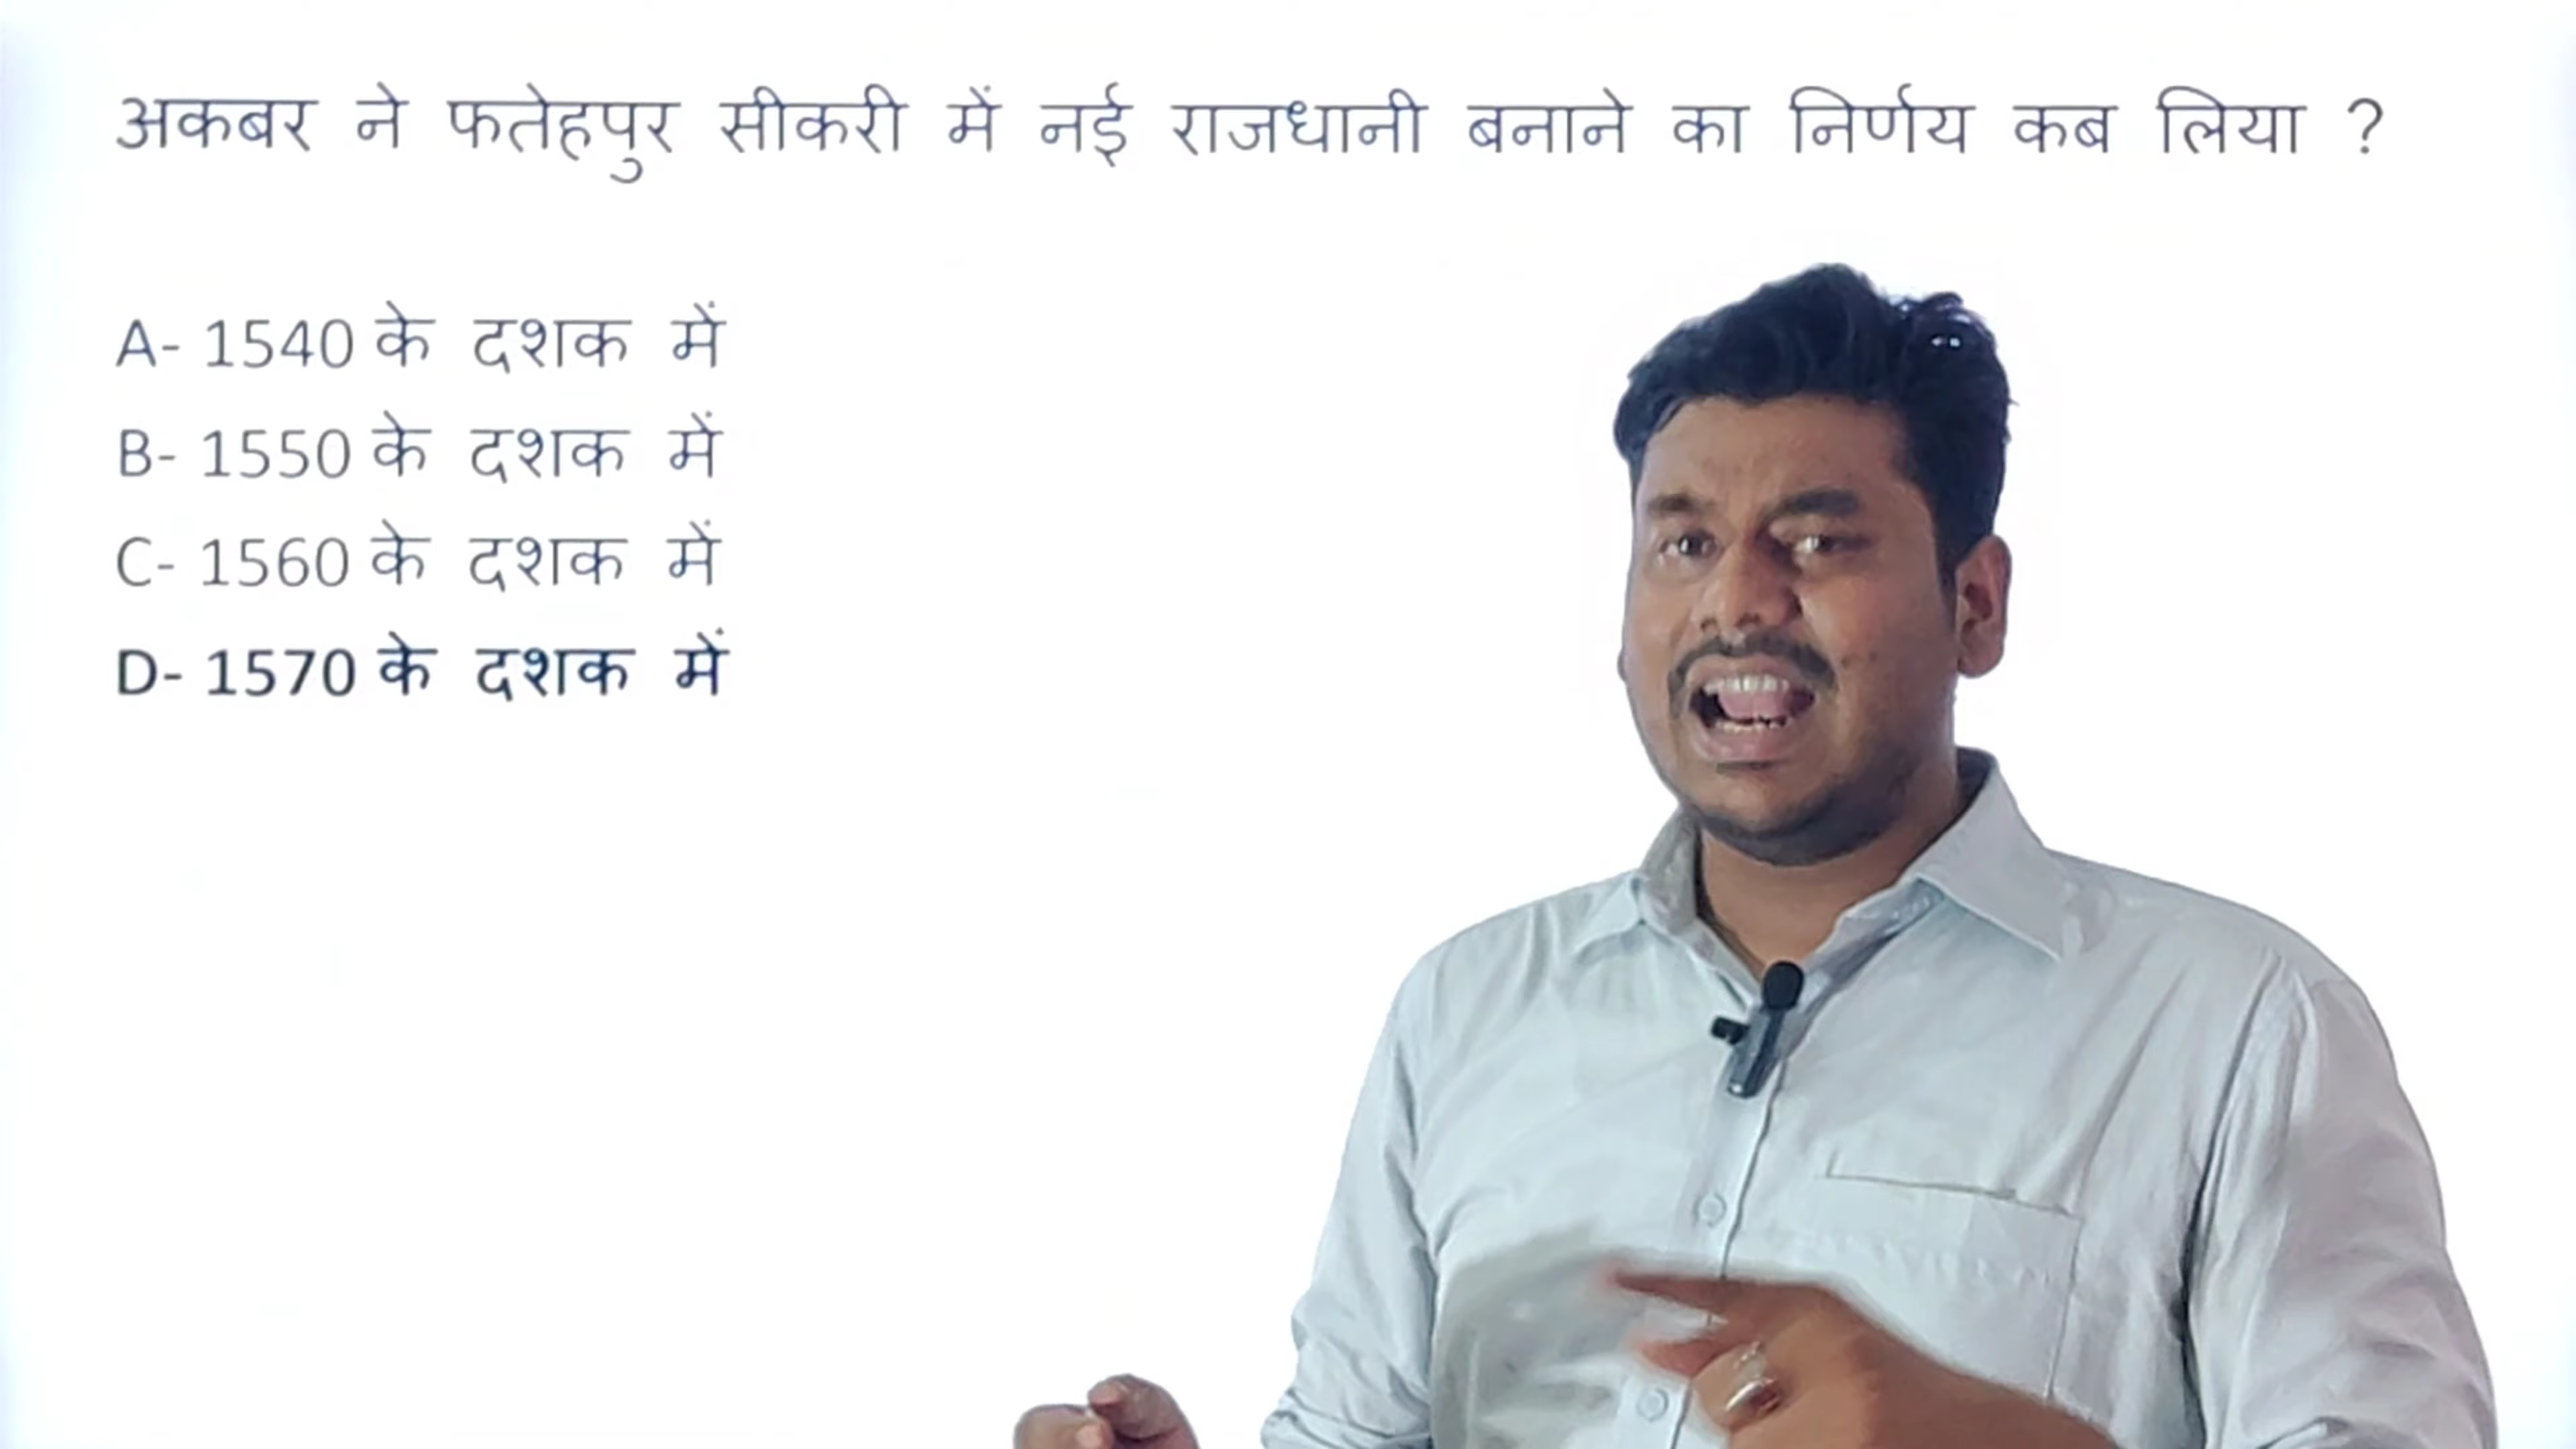 अकबर ने फतेहपुर सीकरी में नई राजधानी बनाने का निर्णय कब लिया ?
A- 1540 के दशक में
B- 1550 के दशक में
C- 1560 के दशक में
D- 1570 के दशक में